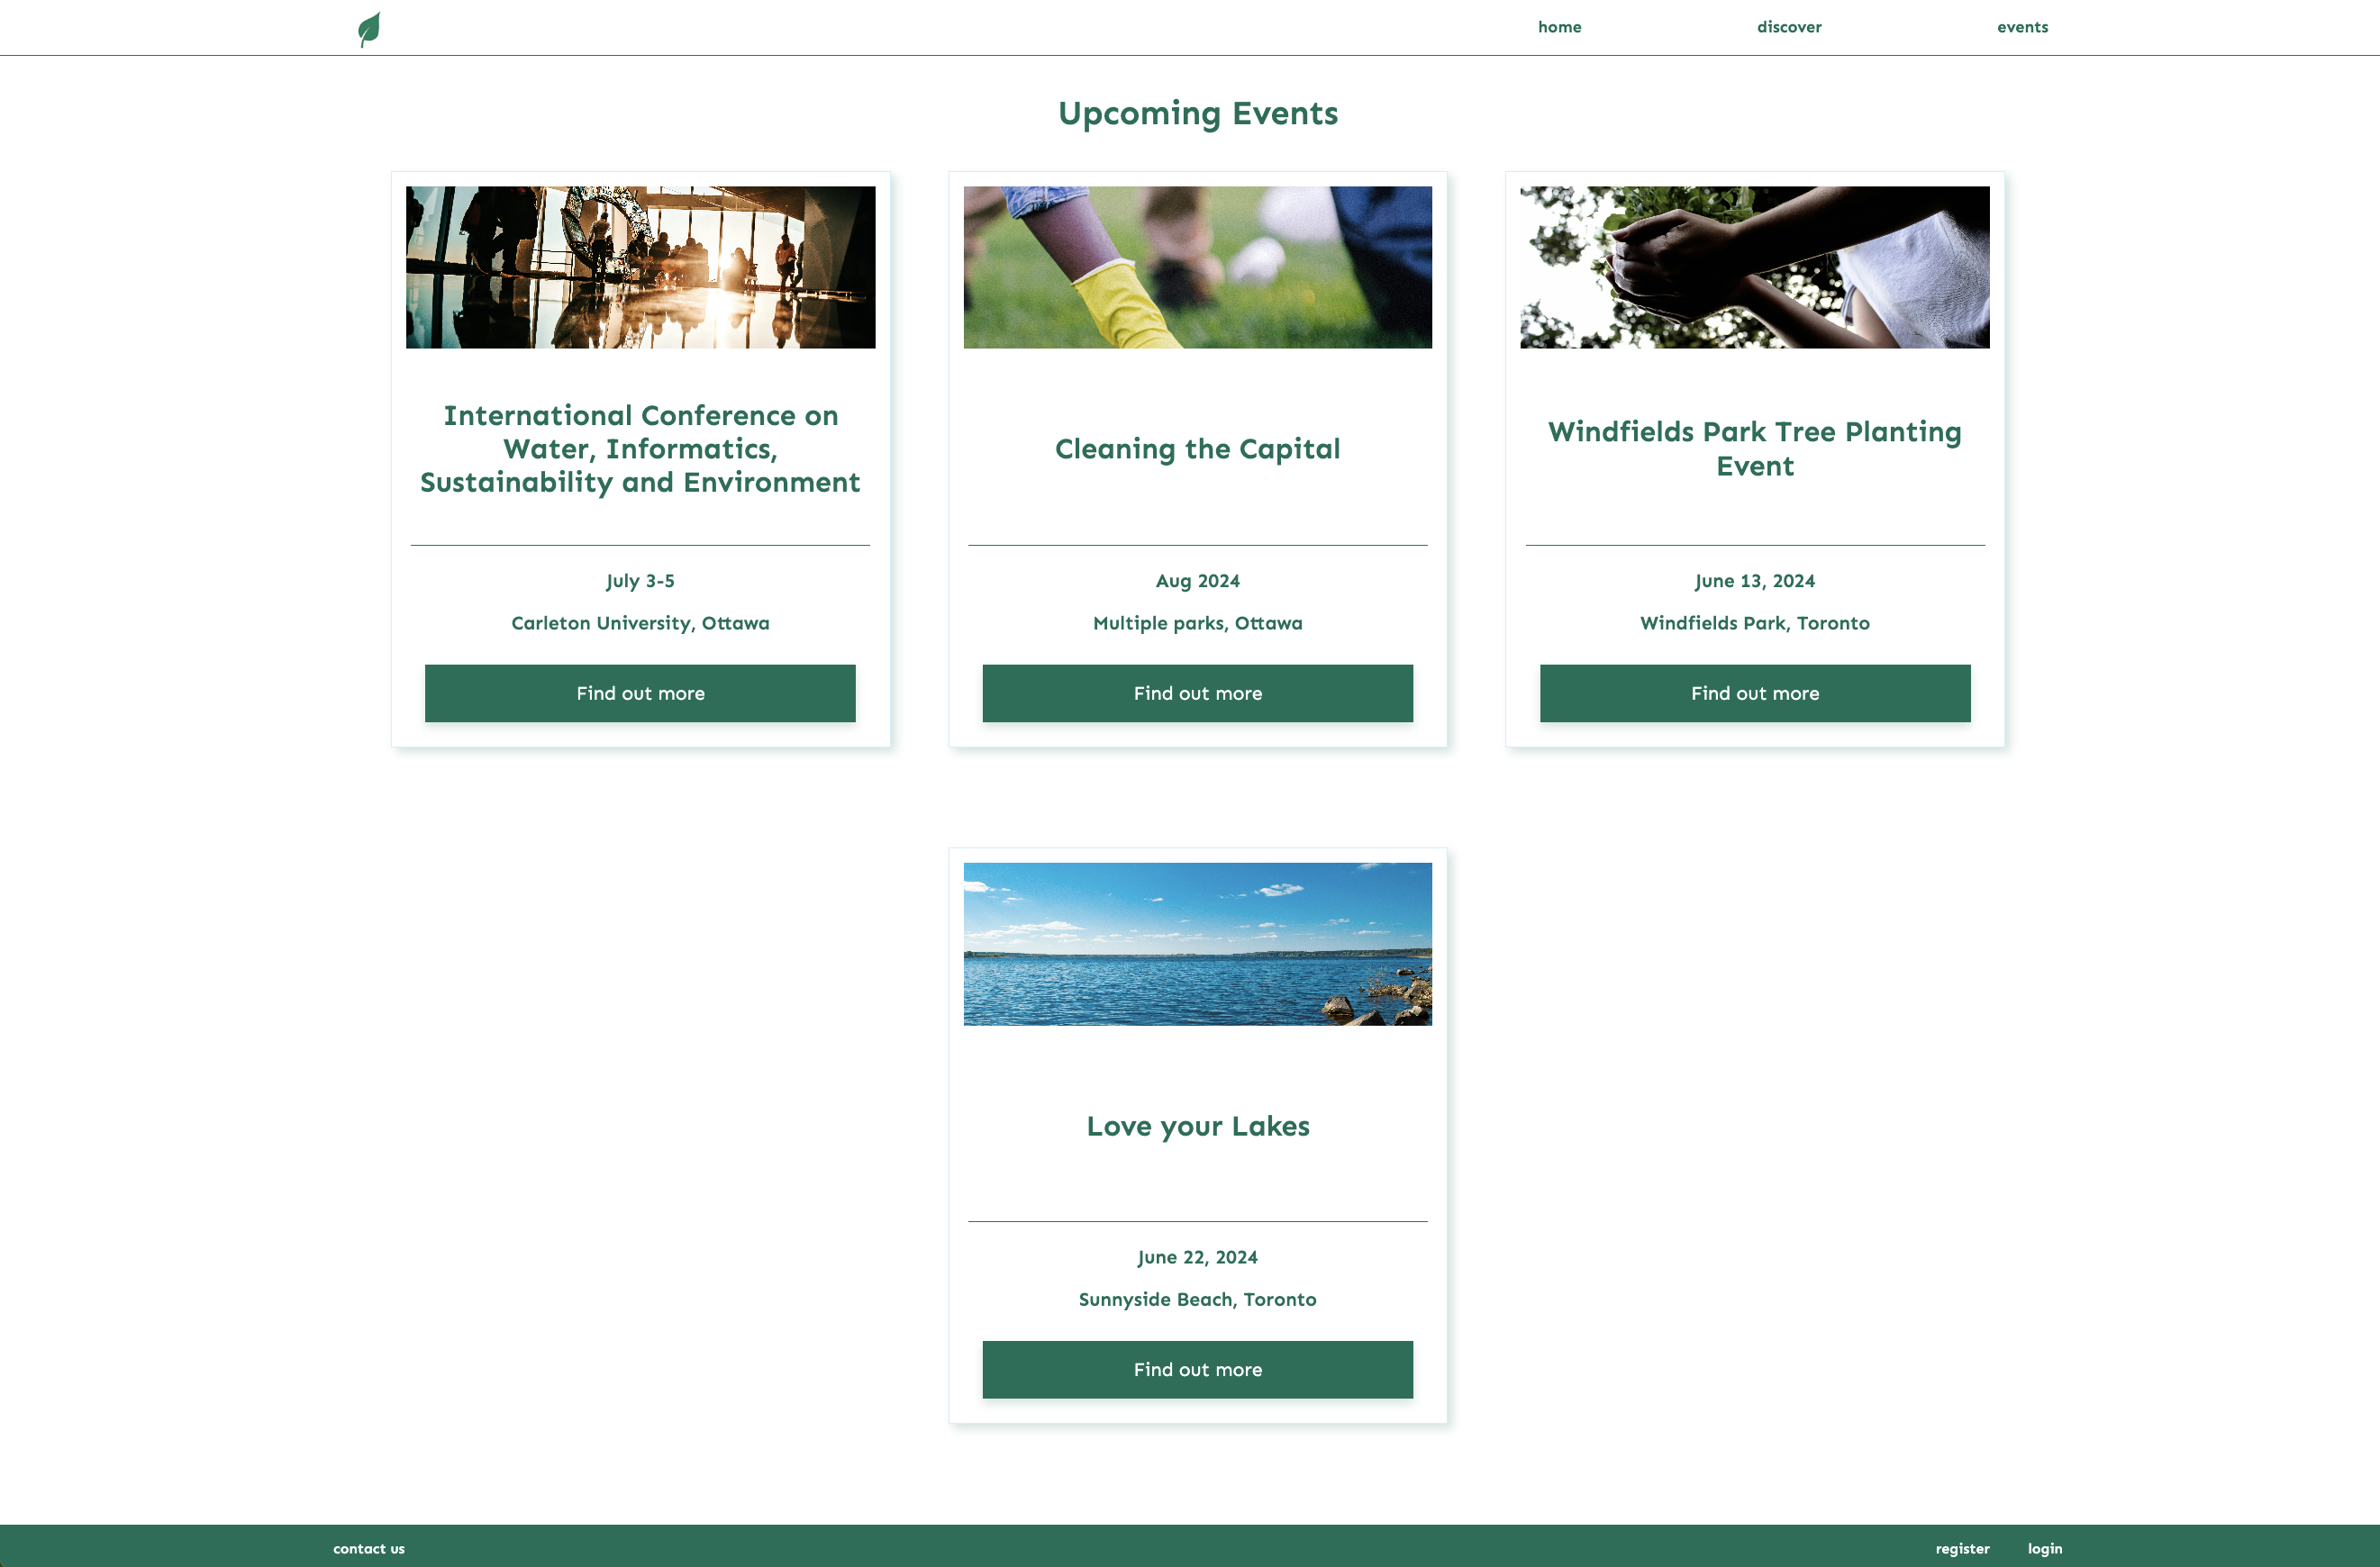 home
discover
events
Upcoming Events
International Conference on
Water, Informatics,
Sustainability and Environment
July 3-5
Carleton University, Ottawa
Find out more
Cleaning the Capital
Aug 2024
Multiple parks, Ottawa
Find out more
Windfields Park Tree Planting
Event
June 13, 2024
Windfields Park, Toronto
Find out more
Love your Lakes
June 22, 2024
Sunnyside Beach, Toronto
Find out more
contact us
register
login